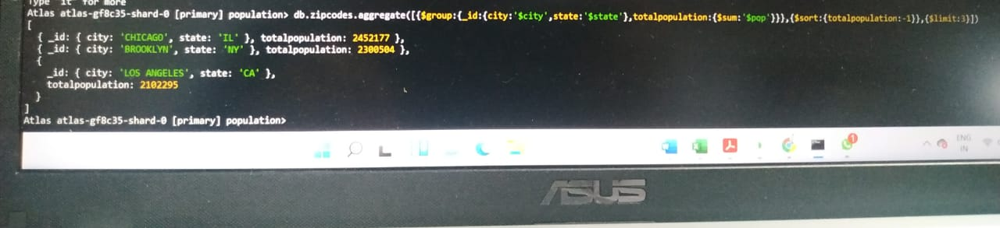 Type "it" for more
Atlas atlas-gf8c35-shard-0 [primary] population> db.zipcodes.aggregate([{$group:{_id:{city:'$city',state:'$state'},totalpopulation:{$sum:'$pop'}}},{$sort:{totalpopulation:-1}},{$limit:3}])
[
  { _id: { city: 'CHICAGO', state: 'IL' }, totalpopulation: 2452177 },
  { _id: { city: 'BROOKLYN', state: 'NY' }, totalpopulation: 2300504 },
  {
    _id: { city: 'LOS ANGELES', state: 'CA' },
    totalpopulation: 2102295
  }
]
Atlas atlas-gf8c35-shard-0 [primary] population>
1
ENG
IN
ASUS